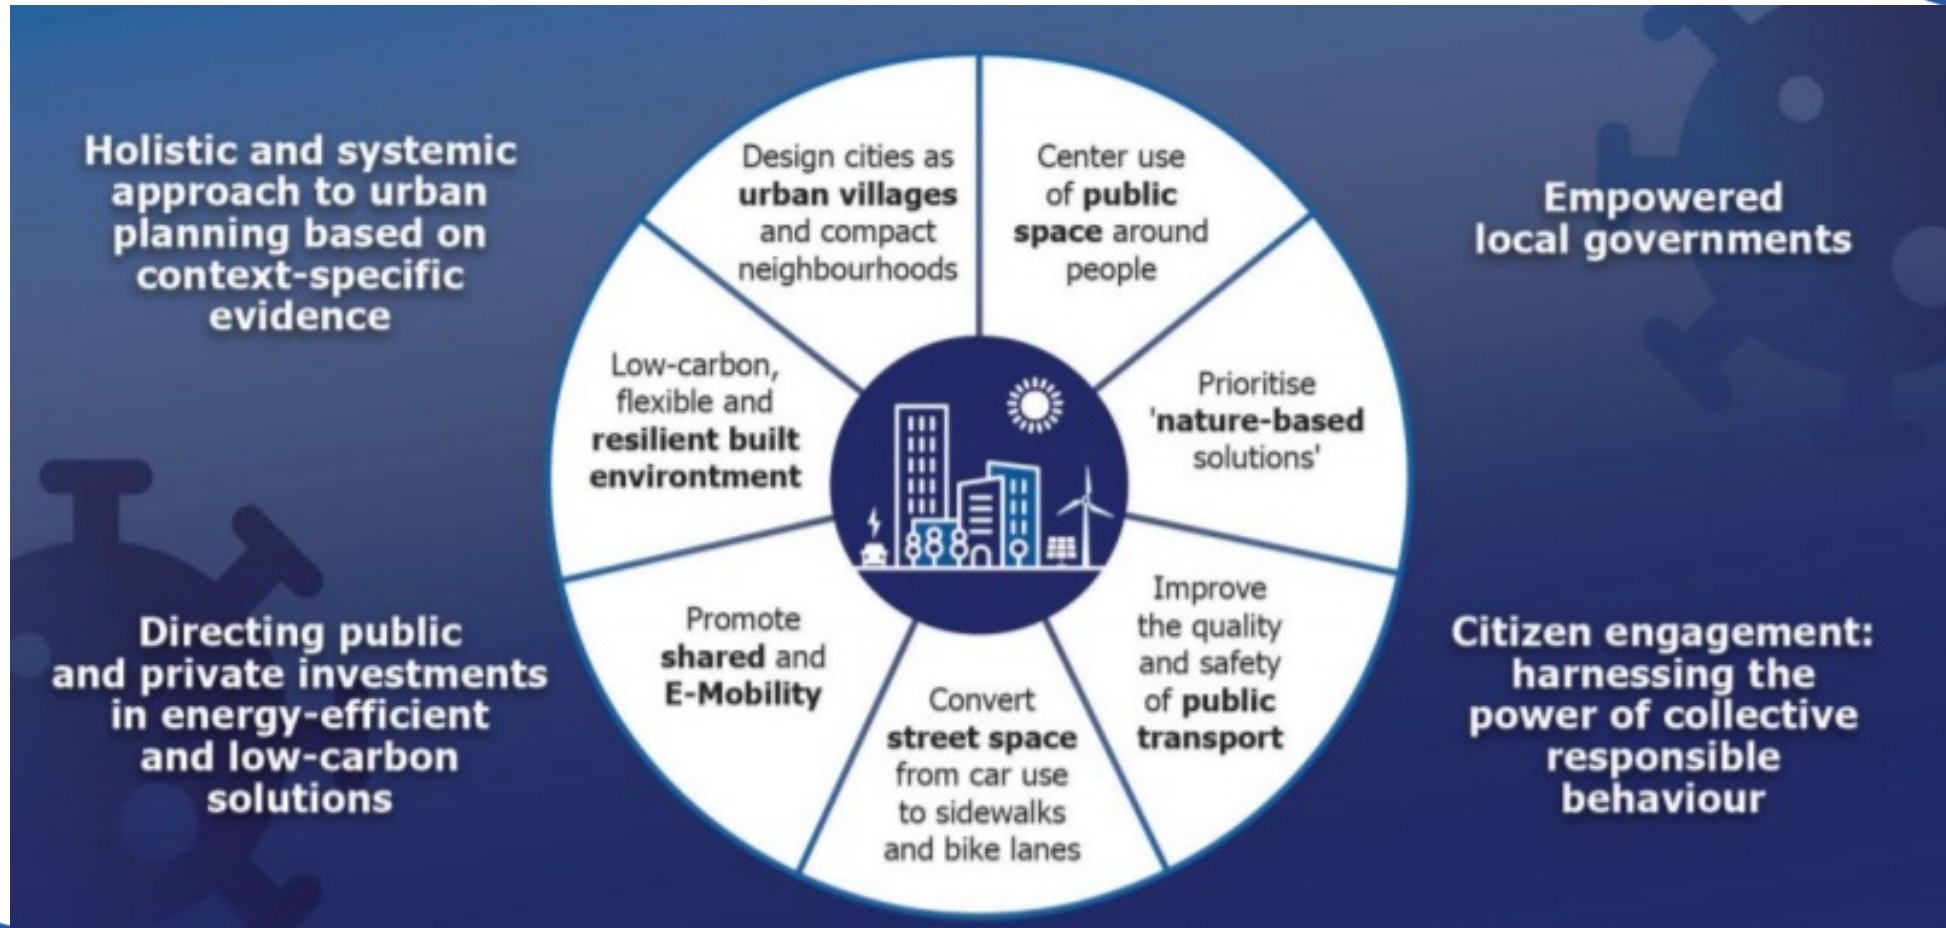 Holistic and systemic
approach to urban
planning based on
context-specific
evidence
Design cities as
urban villages
and compact
neighbourhoods
Center use
of public
space around
people
Empowered
local governments
Low-carbon,
flexible and
resilient built
environtment
Prioritise
'nature-based
solutions'
Directing public
and private investments
in energy-efficient
and low-carbon
solutions
Promote
shared and
E-Mobility
Convert
street space
from car use
to sidewalks
and bike lanes
Improve
the quality
and safety
of public
transport
Citizen engagement:
harnessing the
power of collective
responsible
behaviour